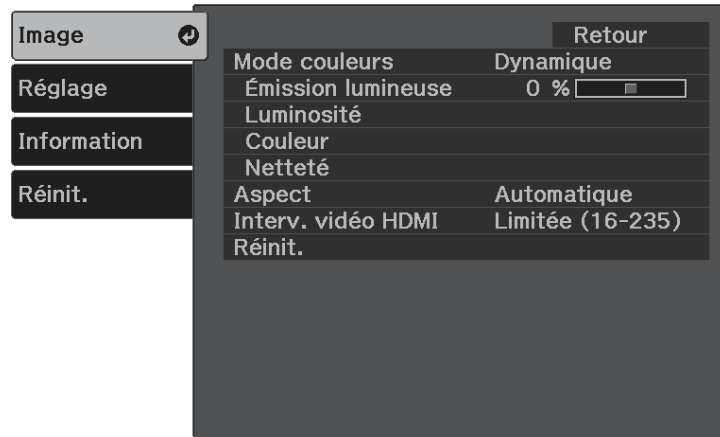 Image
Réglage
Information
Réinit.
Retour
Mode couleurs Dynamique
Émission lumineuse 0 %
Luminosité
Couleur
Netteté
Aspect Automatique
Interv. vidéo HDMI Limitée (16-235)
Réinit.